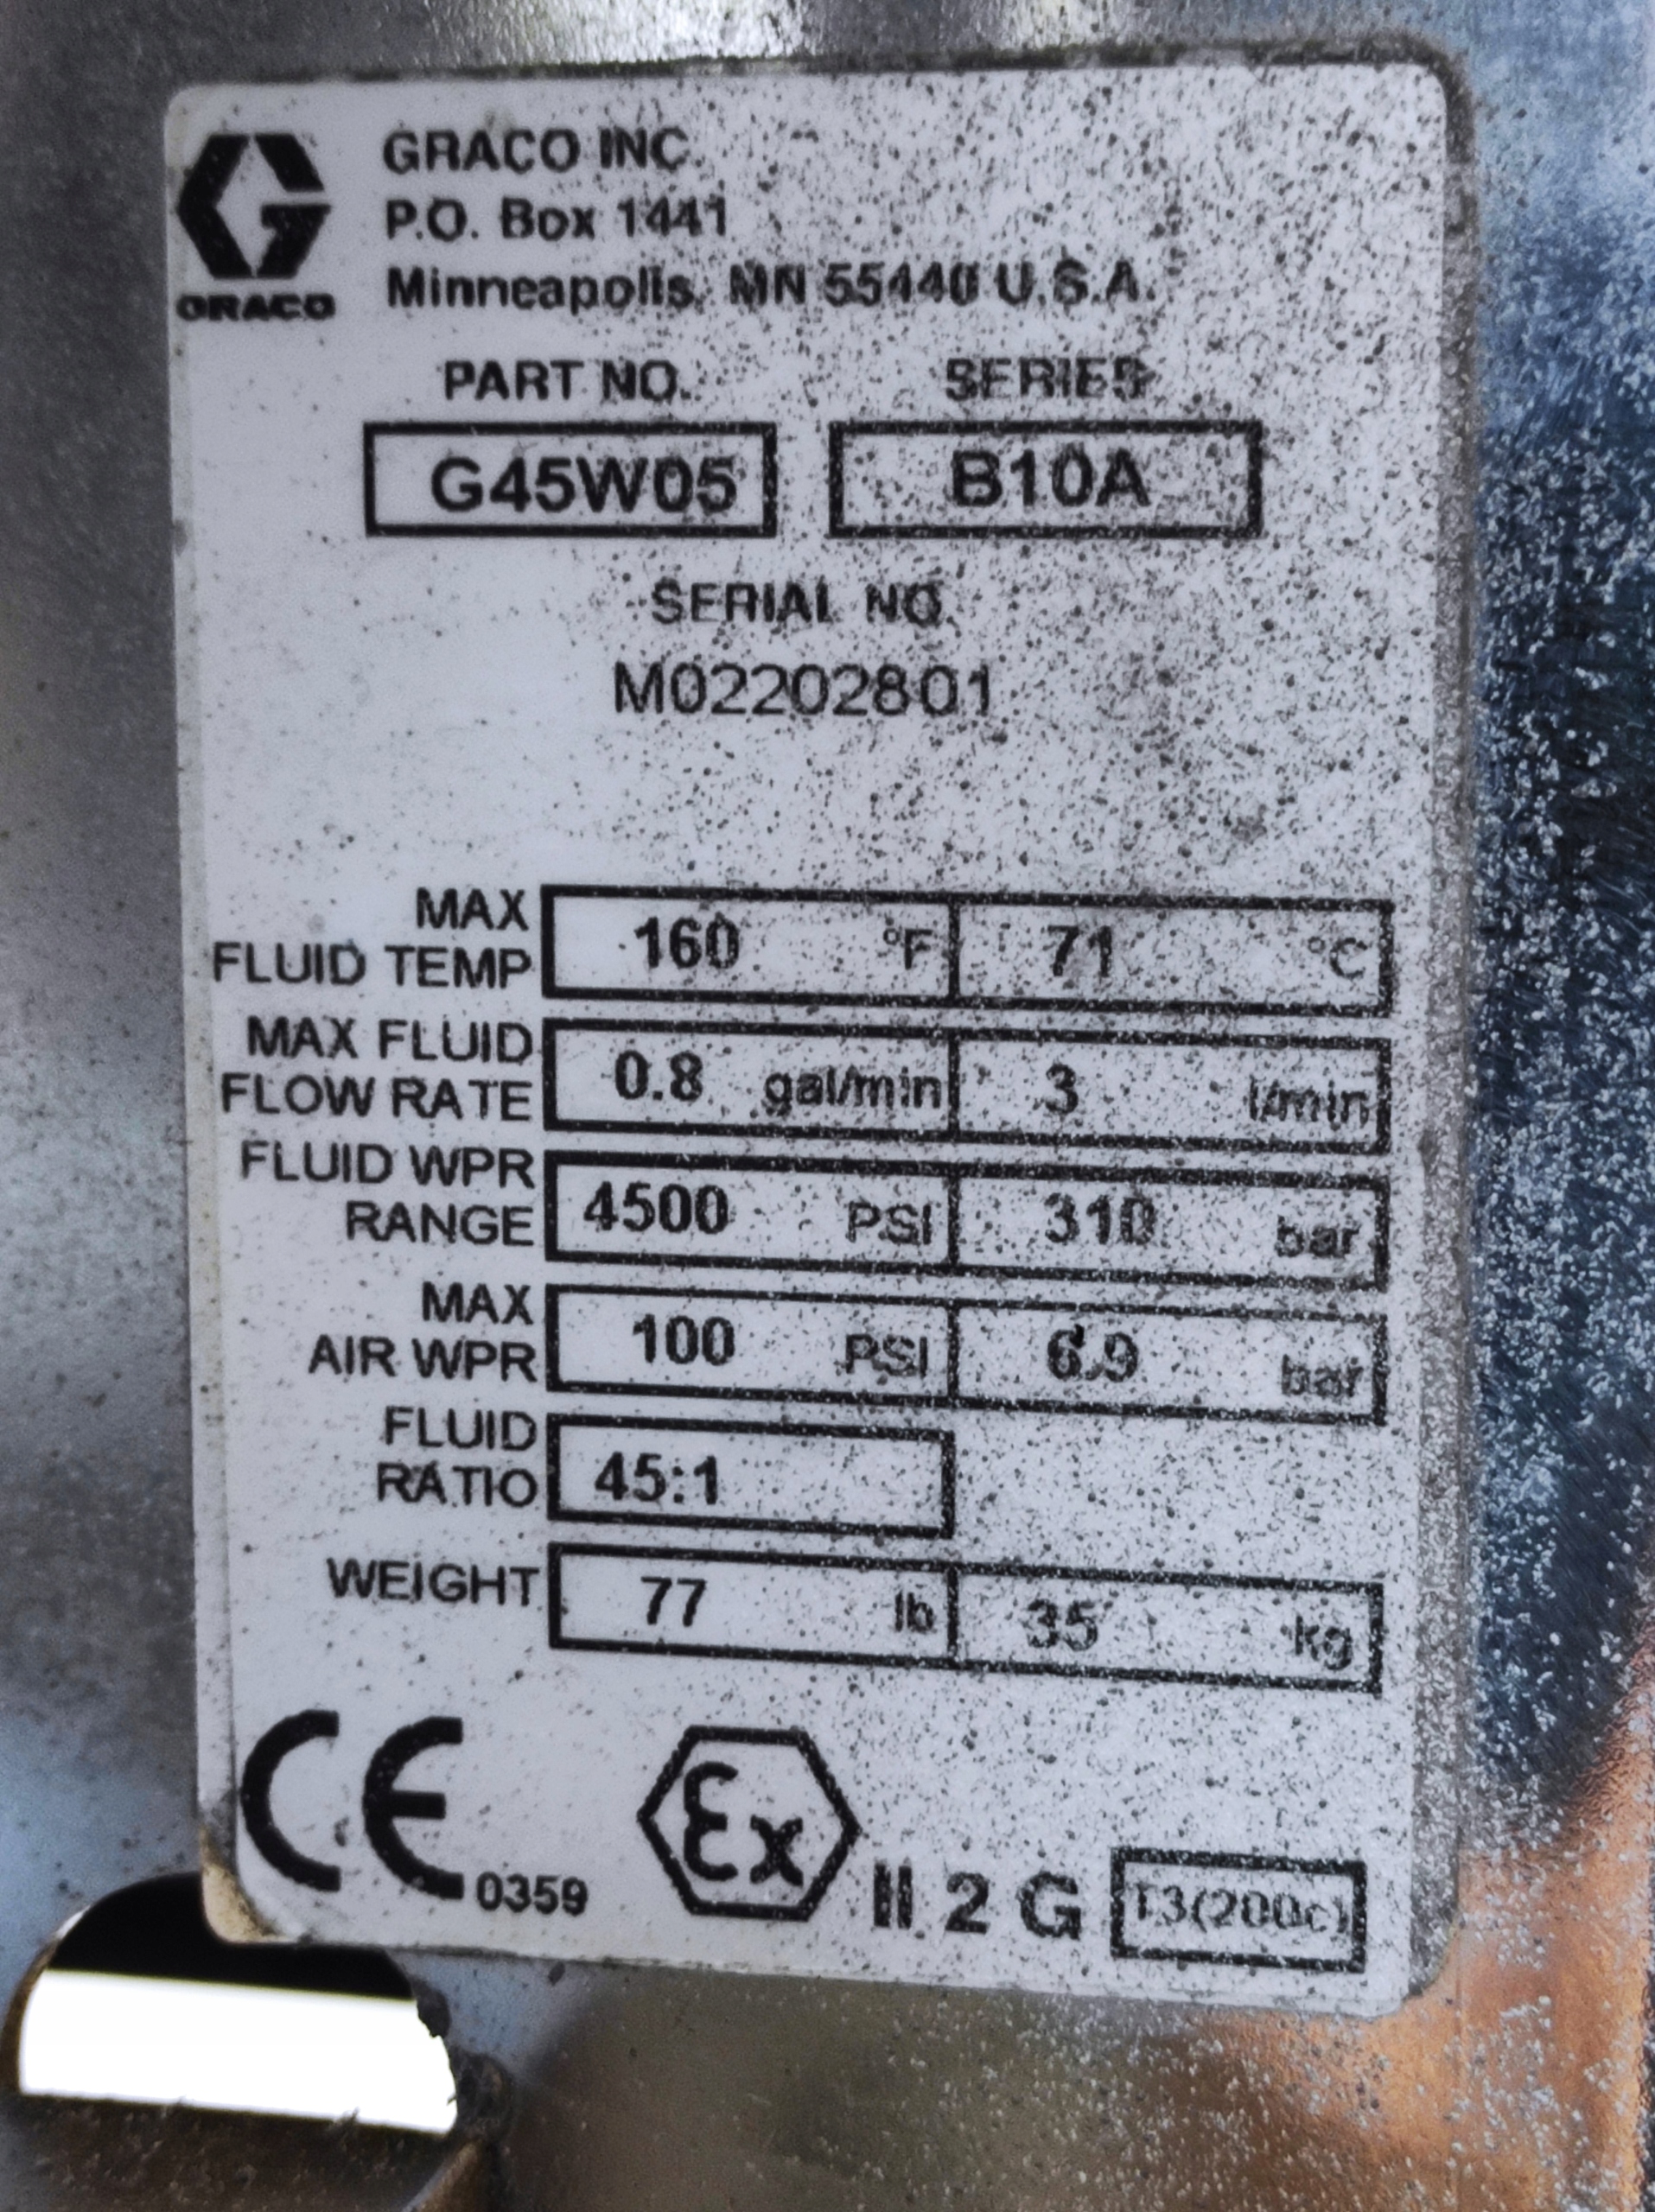 GRACO
GRACO INC.
P.O. Box 1441
Minneapolis, MN 55440 U.S.A.
PART NO. SERIES
G45W05 B10A
SERIAL NO.
M02202801
MAX
FLUID TEMP 160 °F 71 °C
MAX FLUID
FLOW RATE 0.8 gal/min 3 l/min
FLUID WPR
RANGE 4500 PSI 310 bar
MAX
AIR WPR 100 PSI 6.9 bar
FLUID
RATIO 45:1
WEIGHT 77 lb 35 kg
CE 0359 Ex II 2 G T3(200c)